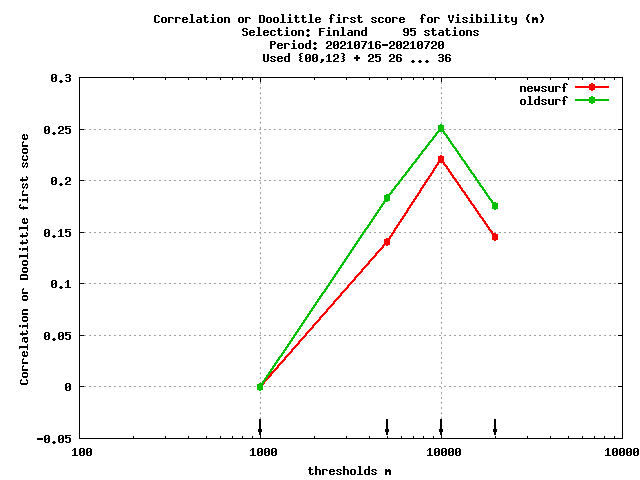 Correlation or Doolittle first score  for Visibility (m)
Selection: Finland     95 stations
Period: 20210716-20210720
Used {00,12} + 25 26 ... 36
newsurf
oldsurf
0.3
0.25
0.2
0.15
0.1
0.05
0
-0.05
Correlation or Doolittle first score
100
1000
10000
10000
thresholds m